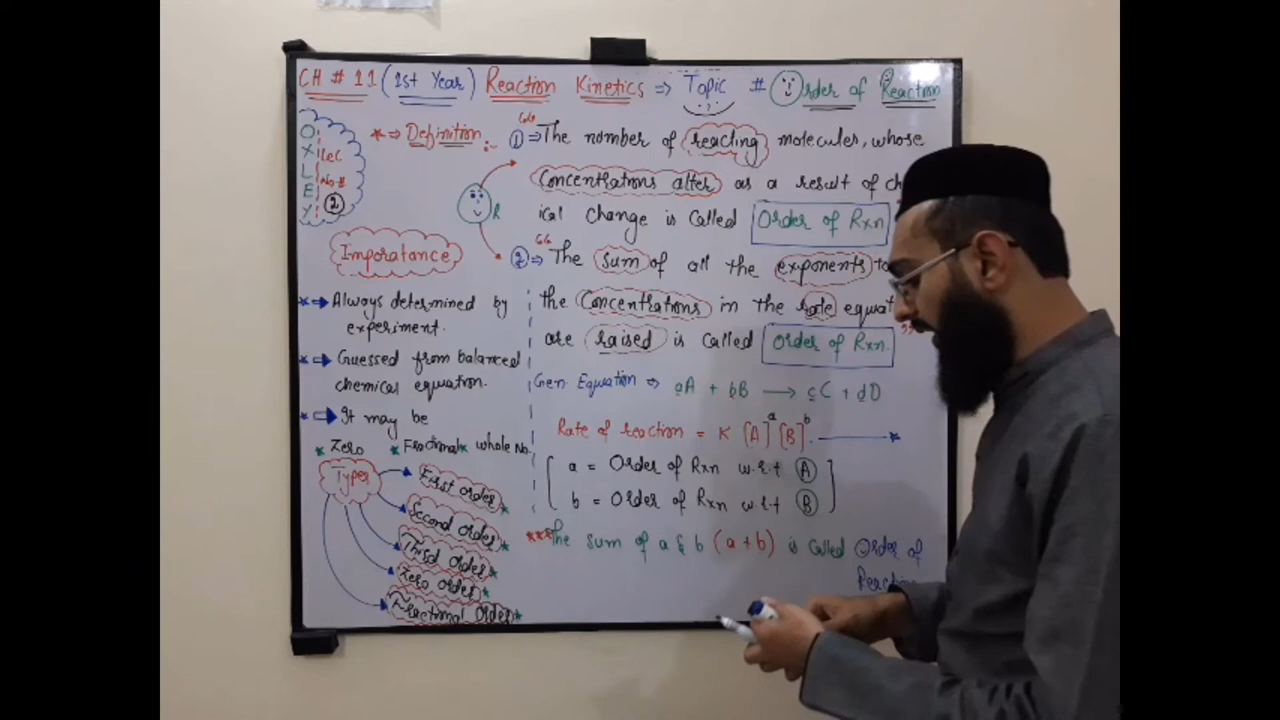 CH # 11 (1st Year) Reaction Kinetics ⇒ Topic # Order of Reaction
OXLEY
Lec
No #
2
* ⇒ Definition :-
“ ① ⇒ The number of reacting molecules, whose
Concentrations alter as a result of
ical change is called Order of Rxn
R
“ ② ⇒ The sum of all the exponents
the Concentrations in the rate
are raised is called Order of Rxn. ”
Imporatance
* ⇒ Always determined by
experiment.
* ⇒ Guessed from balanced
chemical equation.
* ⇒ It may be
* Zero * Fractional * whole No.
Types
First order *
Second order *
Third order *
Zero order *
Fractional order *
Gen. Equation ⇒ aA + bB → cC + dD
Rate of reaction = K [A]ᵃ [B]ᵇ. → *
a = Order of Rxn w.r.t A
b = Order of Rxn w.r.t B
***The sum of a & b (a + b) is called Order of